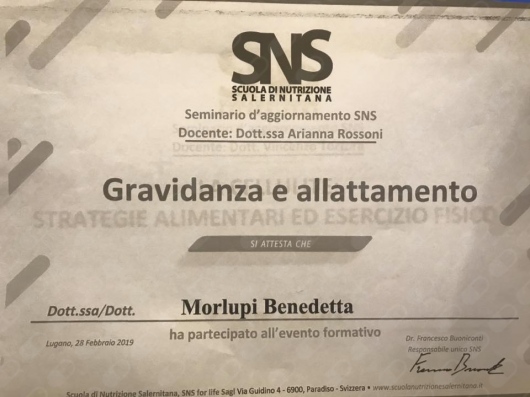 SNS
SCUOLA DI NUTRIZIONE
SALERNITANA
Seminario d'aggiornamento SNS
Docente: Dott.ssa Arianna Rossoni
Gravidanza e allattamento
STRATEGIE ALIMENTARI ED ESERCIZIO FISICO
SI ATTESTA CHE
Dott.ssa/Dott. Morlupi Benedetta
ha partecipato all'evento formativo
Lugano, 28 Febbraio 2019
Dr. Francesco Buoniconti
Responsabile unico SNS
Scuola di Nutrizione Salernitana, SNS for life Sagl Via Guidino 4 - 6900, Paradiso - Svizzera • www.scuolanutrizionesalernitana.it